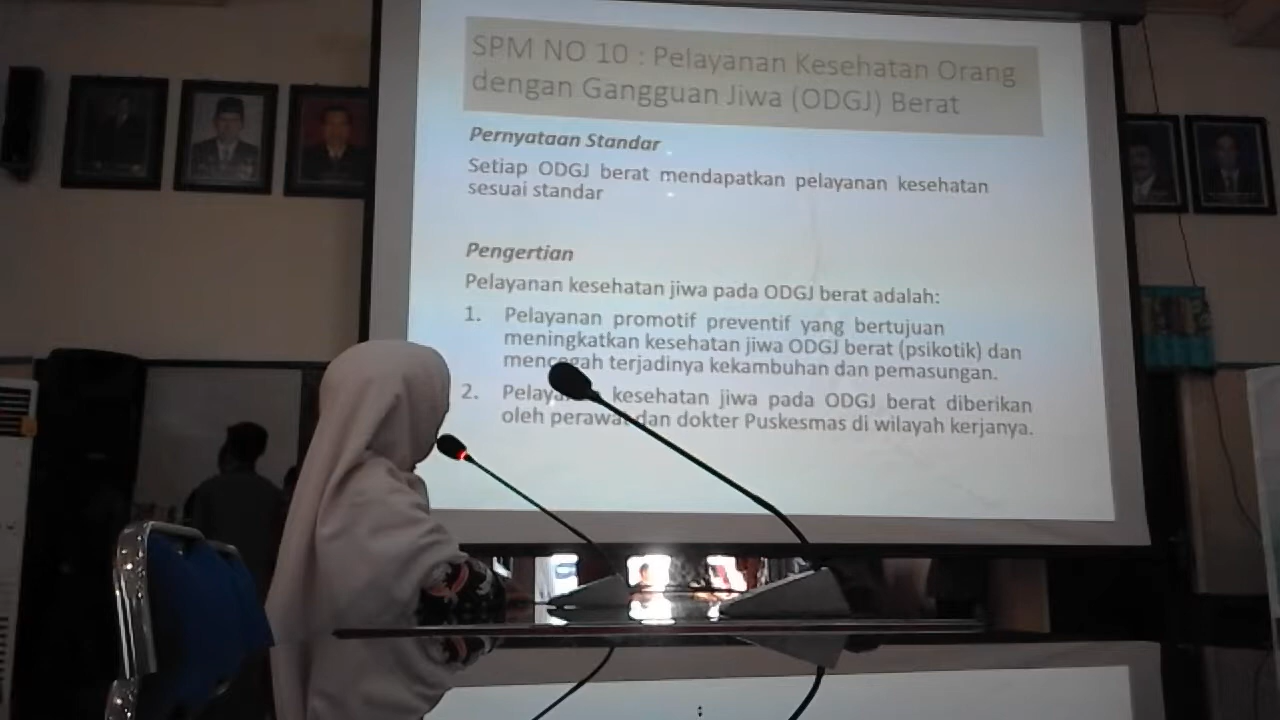 SPM NO 10 : Pelayanan Kesehatan Orang
dengan Gangguan Jiwa (ODGJ) Berat
Pernyataan Standar
Setiap ODGJ berat mendapatkan pelayanan kesehatan
sesuai standar
Pengertian
Pelayanan kesehatan jiwa pada ODGJ berat adalah:
1. Pelayanan promotif preventif yang bertujuan
meningkatkan kesehatan jiwa ODGJ berat (psikotik) dan
mencegah terjadinya kekambuhan dan pemasungan.
2. Pelayanan kesehatan jiwa pada ODGJ berat diberikan
oleh perawat dan dokter Puskesmas di wilayah kerjanya.